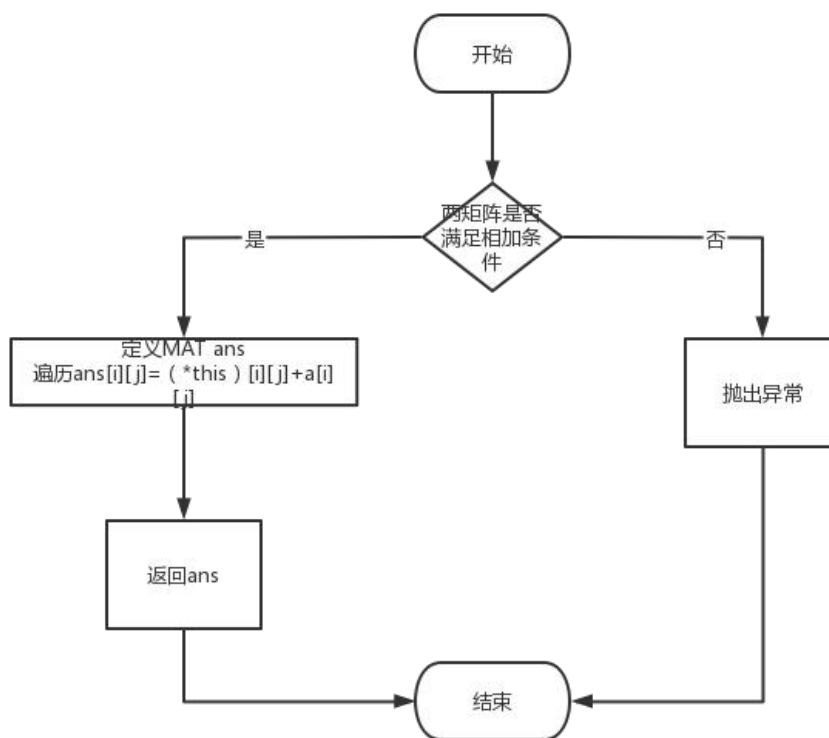 开始
两矩阵是否
满足相加条
件
是
否
定义MAT ans
遍历ans[i][j]=（*this）[i][j]+a[i]
[j]
抛出异常
返回ans
结束